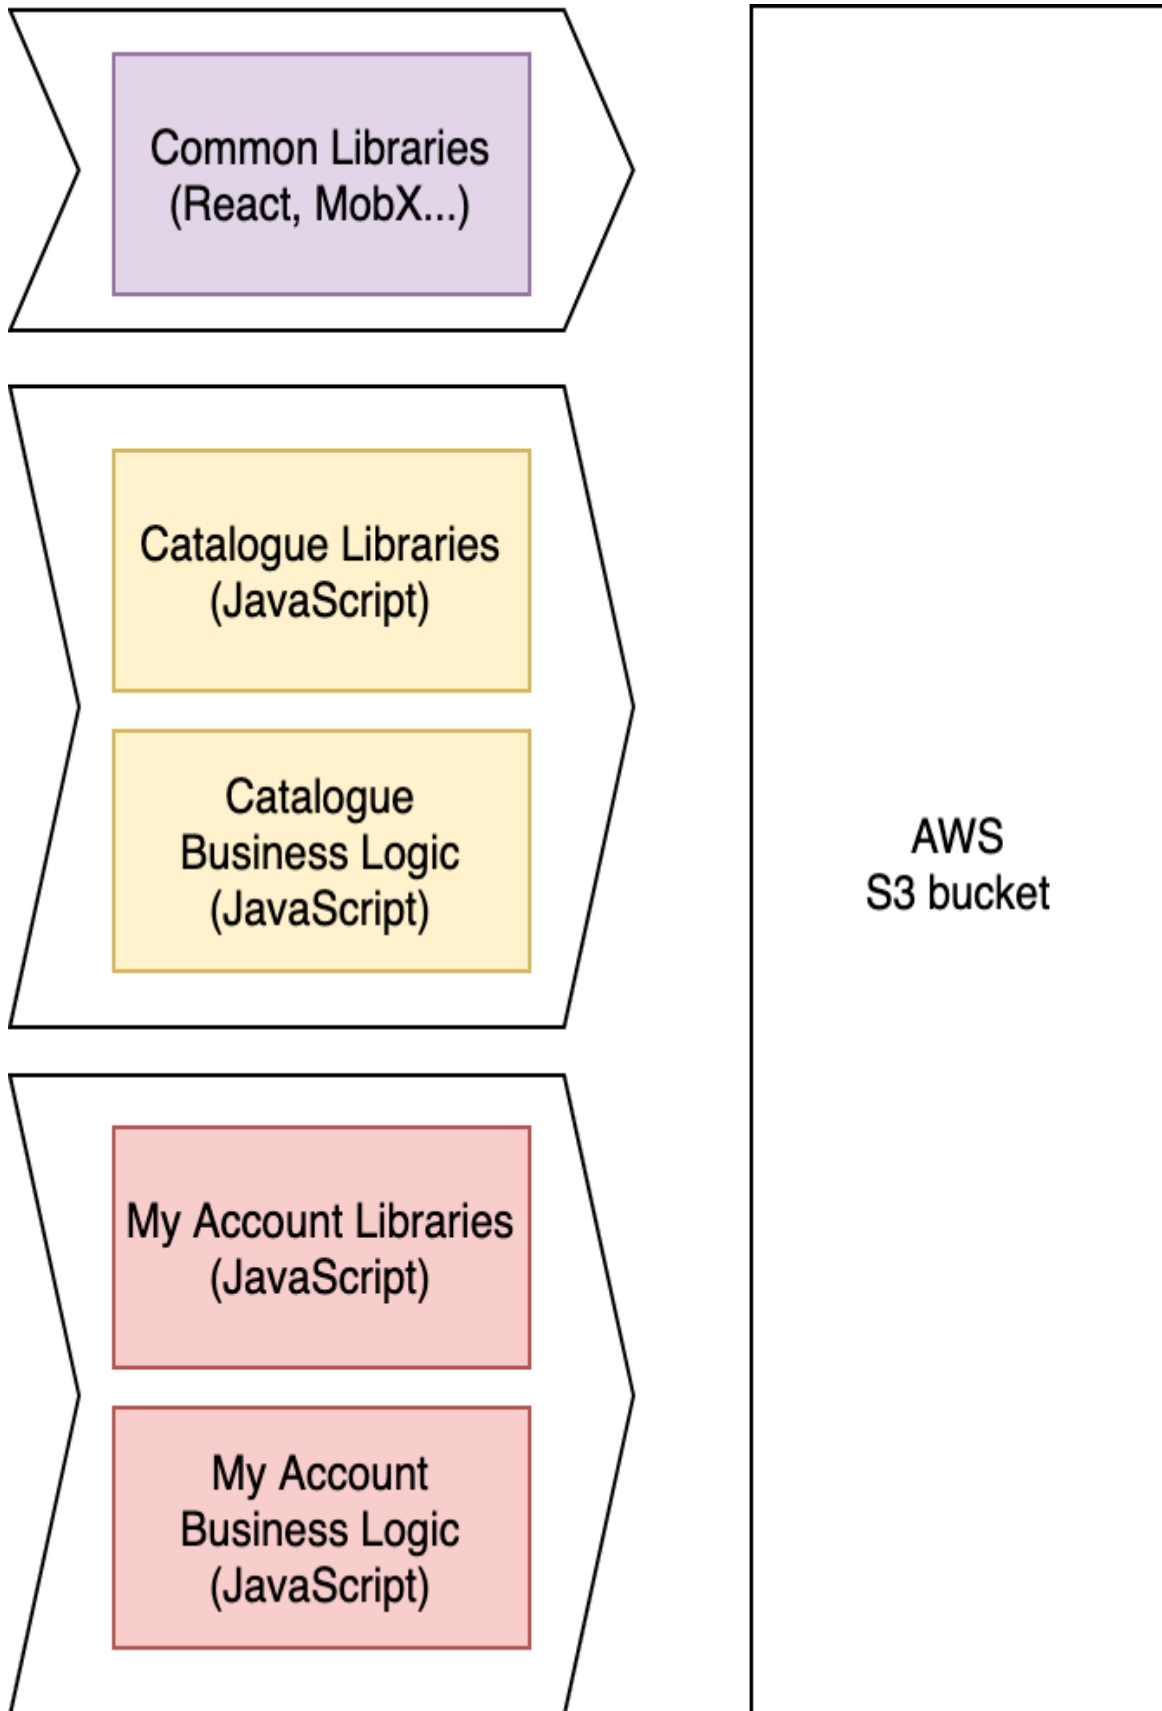 Common Libraries
(React, MobX...)
Catalogue Libraries
(JavaScript)
Catalogue
Business Logic
(JavaScript)
My Account Libraries
(JavaScript)
My Account
Business Logic
(JavaScript)
AWS
S3 bucket